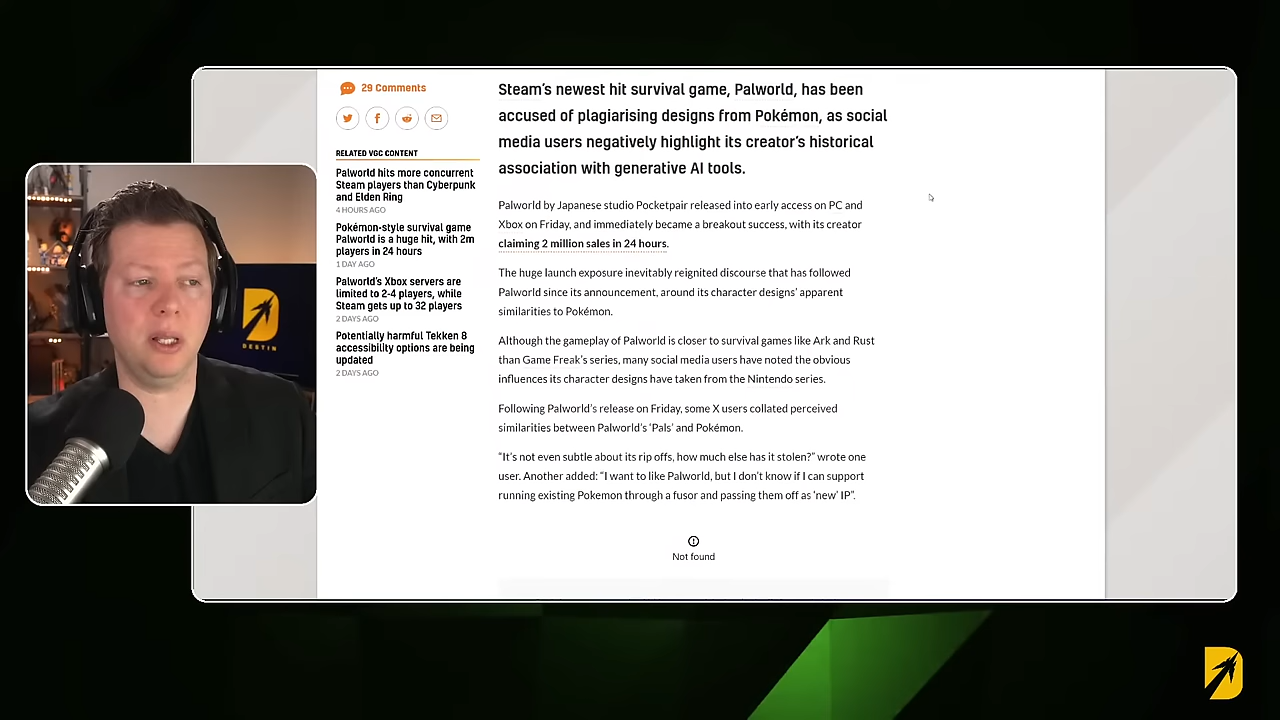 29 Comments
RELATED VGC CONTENT
Palworld hits more concurrent
Steam players than Cyberpunk
and Elden Ring
4 HOURS AGO
Pokémon-style survival game
Palworld is a huge hit, with 2m
players in 24 hours
1 DAY AGO
Palworld's Xbox servers are
limited to 2-4 players, while
Steam gets up to 32 players
2 DAYS AGO
Potentially harmful Tekken 8
accessibility options are being
updated
2 DAYS AGO
Steam's newest hit survival game, Palworld, has been
accused of plagiarising designs from Pokémon, as social
media users negatively highlight its creator's historical
association with generative AI tools.
Palworld by Japanese studio Pocketpair released into early access on PC and
Xbox on Friday, and immediately became a breakout success, with its creator
claiming 2 million sales in 24 hours.
The huge launch exposure inevitably reignited discourse that has followed
Palworld since its announcement, around its character designs' apparent
similarities to Pokémon.
Although the gameplay of Palworld is closer to survival games like Ark and Rust
than Game Freak's series, many social media users have noted the obvious
influences its character designs have taken from the Nintendo series.
Following Palworld's release on Friday, some X users collated perceived
similarities between Palworld's 'Pals' and Pokémon.
“It's not even subtle about its rip offs, how much else has it stolen?” wrote one
user. Another added: “I want to like Palworld, but I don't know if I can support
running existing Pokemon through a fusor and passing them off as 'new' IP”.
Not found
DESTIN